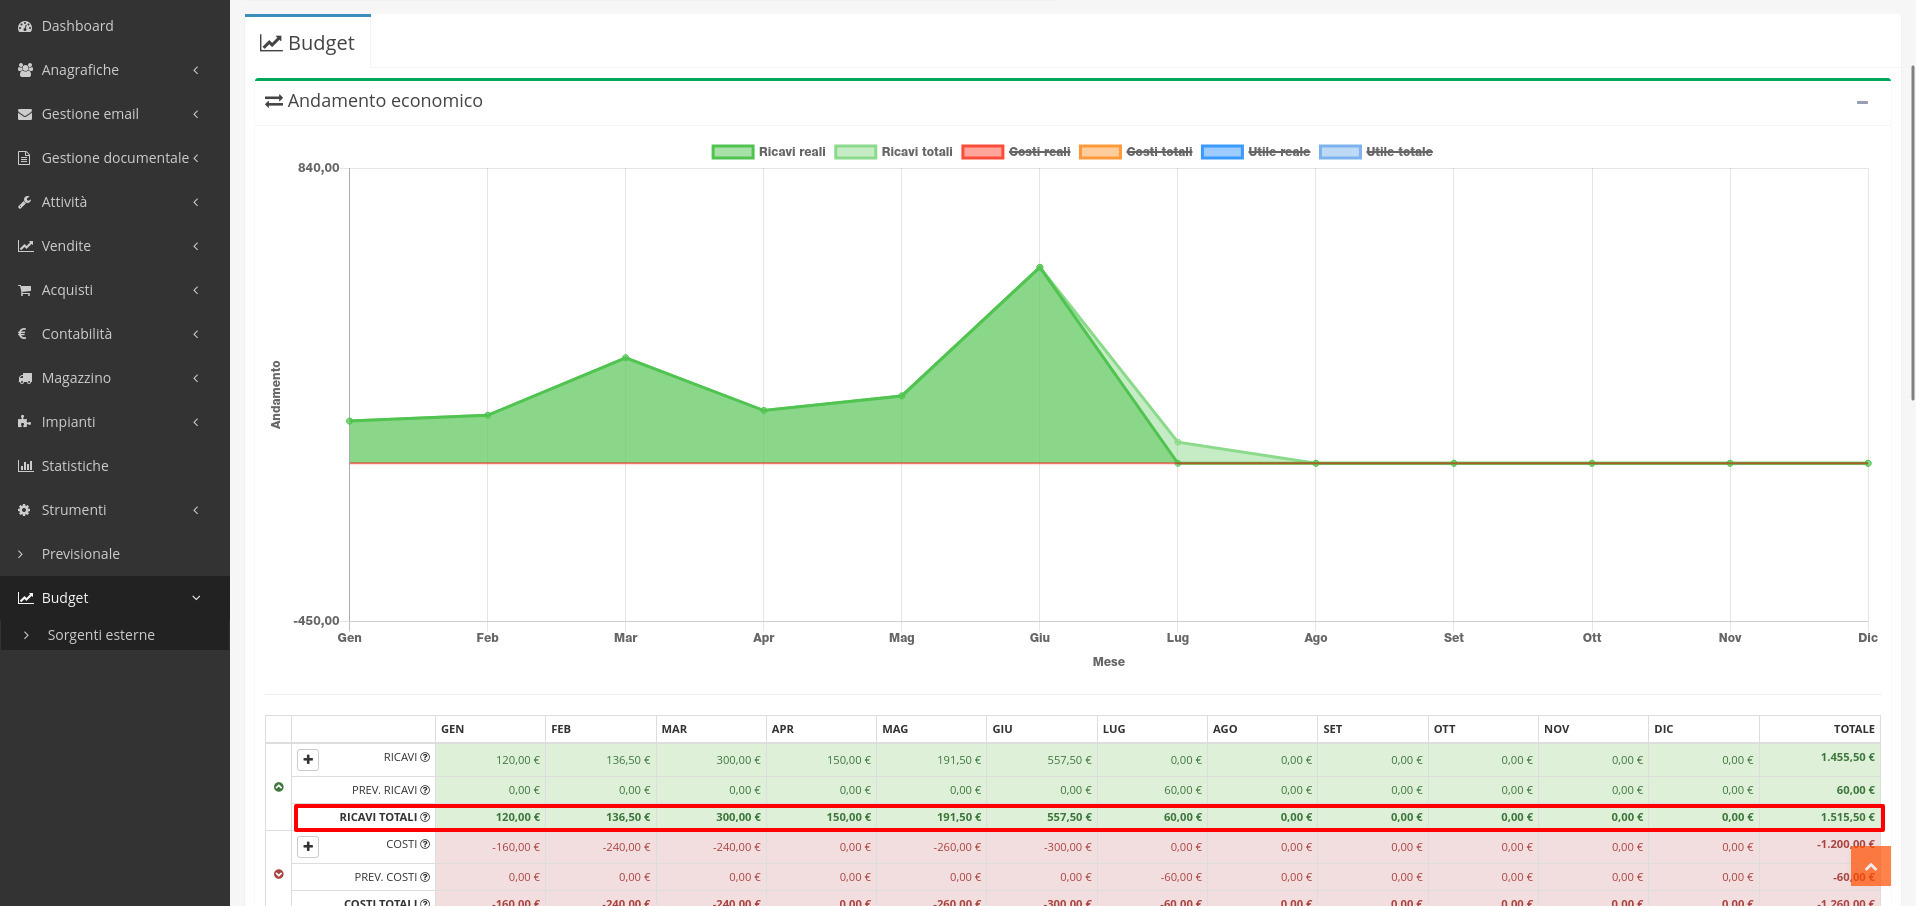 Dashboard
Anagrafiche
Gestione email
Gestione documentale
Attività
Vendite
Acquisti
Contabilità
Magazzino
Impianti
Statistiche
Strumenti
Previsionale
Budget
Sorgenti esterne
Budget
Andamento economico
Ricavi reali Ricavi totali Costi reali Costi totali Utile reale Utile totale
840,00
Andamento
-450,00
Gen Feb Mar Apr Mag Giu Lug Ago Set Ott Nov Dic
Mese
GEN FEB MAR APR MAG GIU LUG AGO SET OTT NOV DIC TOTALE
RICAVI 120,00 € 136,50 € 300,00 € 150,00 € 191,50 € 557,50 € 0,00 € 0,00 € 0,00 € 0,00 € 0,00 € 0,00 € 1.455,50 €
PREV. RICAVI 0,00 € 0,00 € 0,00 € 0,00 € 0,00 € 0,00 € 60,00 € 0,00 € 0,00 € 0,00 € 0,00 € 0,00 € 60,00 €
RICAVI TOTALI 120,00 € 136,50 € 300,00 € 150,00 € 191,50 € 557,50 € 60,00 € 0,00 € 0,00 € 0,00 € 0,00 € 0,00 € 1.515,50 €
COSTI -160,00 € -240,00 € -240,00 € 0,00 € -260,00 € -300,00 € 0,00 € 0,00 € 0,00 € 0,00 € 0,00 € 0,00 € -1.200,00 €
PREV. COSTI 0,00 € 0,00 € 0,00 € 0,00 € 0,00 € 0,00 € -60,00 € 0,00 € 0,00 € 0,00 € 0,00 € 0,00 € -60,00 €
COSTI TOTALI -160,00 € -240,00 € -240,00 € 0,00 € -260,00 € -300,00 € -60,00 € 0,00 € 0,00 € 0,00 € 0,00 € 0,00 € -1.260,00 €